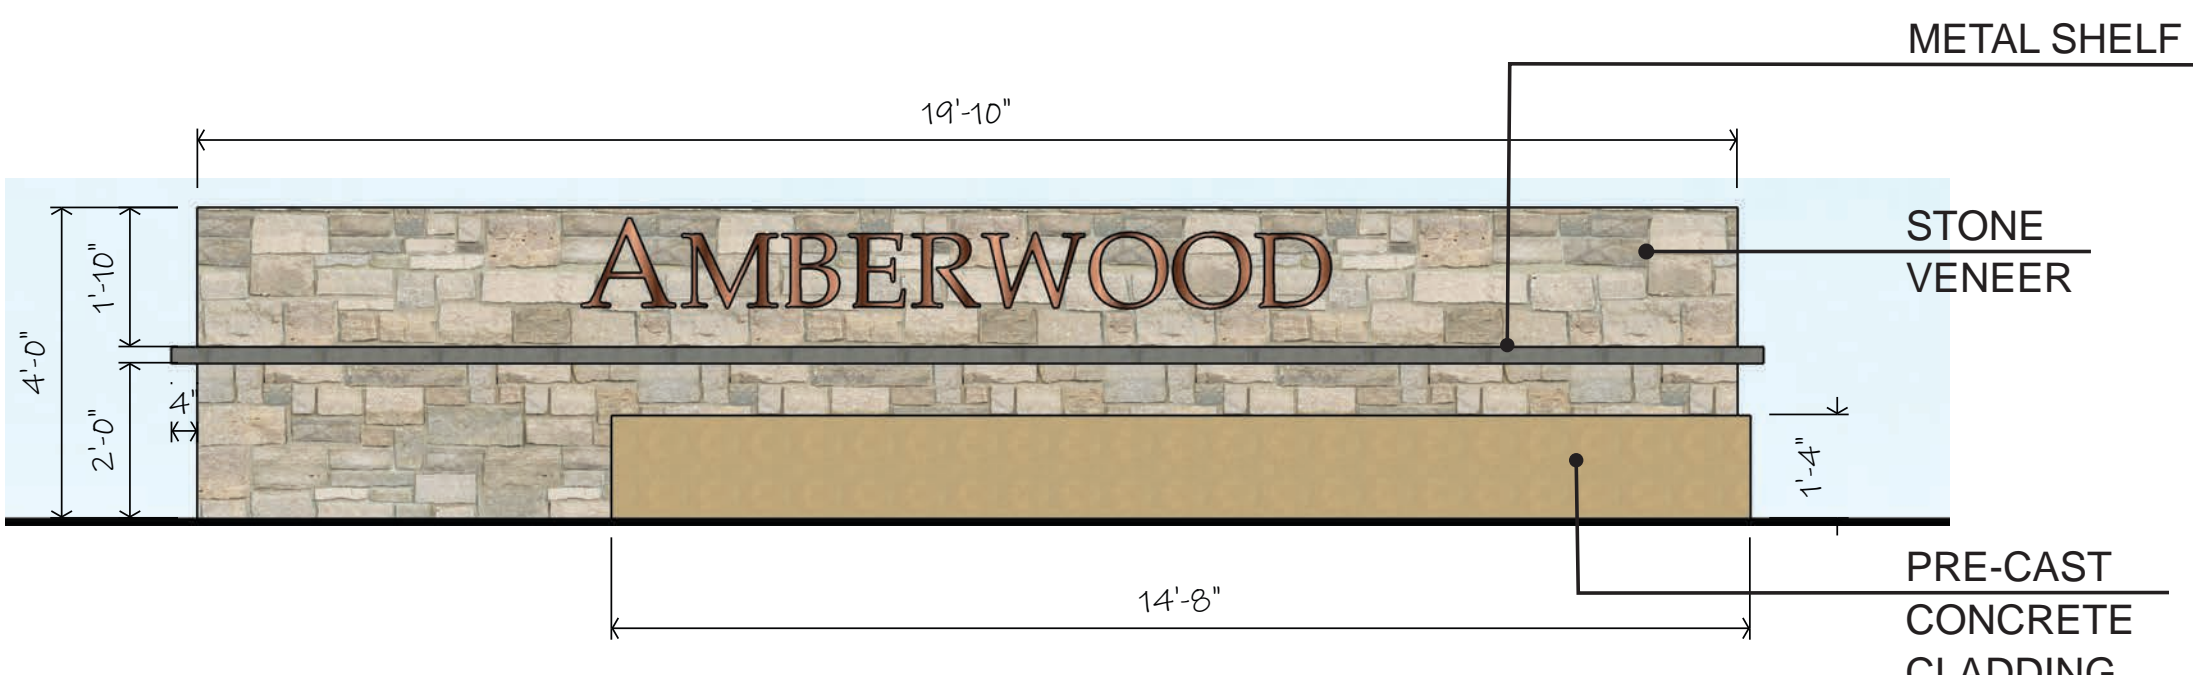 METAL SHELF
19'-10"
STONE
VENEER
AMBERWOOD
1'-10"
4'-0"
4"
2'-0"
1'-4"
PRE-CAST
CONCRETE
CLADDING
14'-8"